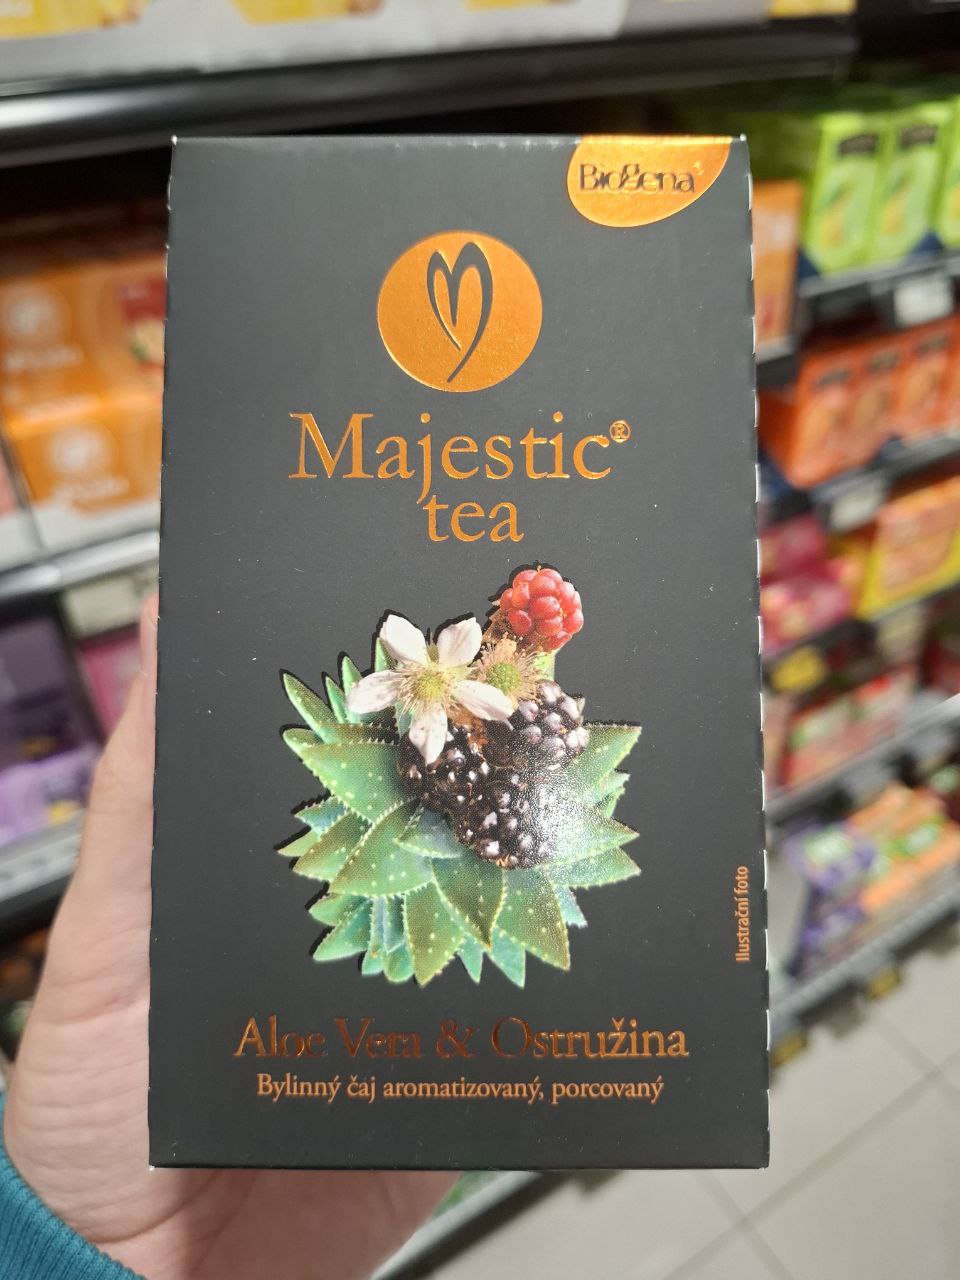 Biogena
Majestic®
tea
Ilustrační foto
Aloe Vera & Ostružina
Bylinný čaj aromatizovaný, porcovaný